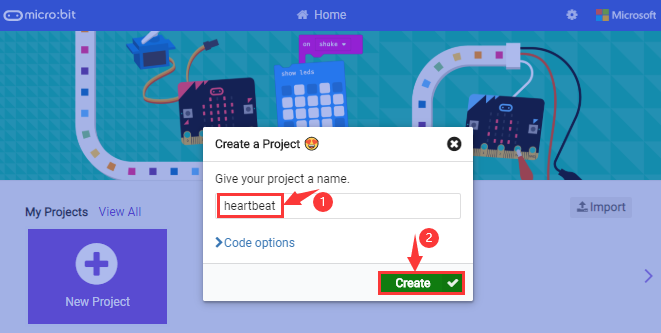 micro:bit
Home
Microsoft
on shake
show leds
Create a Project
Give your project a name.
heartbeat
1
Code options
2
Create
My Projects View All
Import
New Project